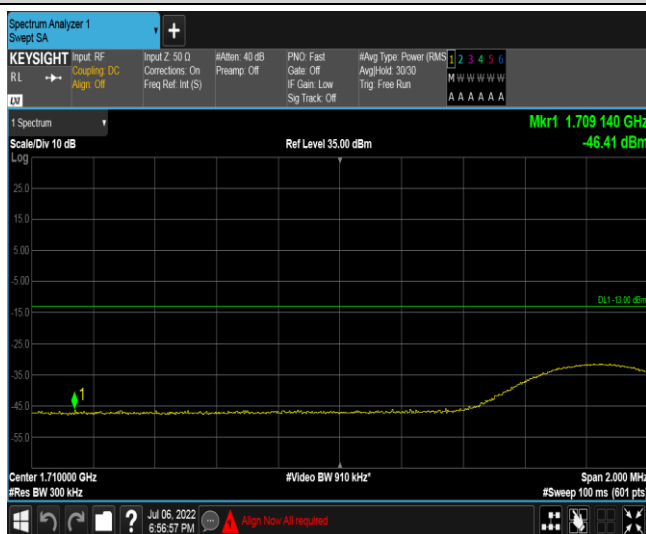 Spectrum Analyzer 1
Swept SA
+
KEYSIGHT Input: RF Input Z: 50 Ω #Atten: 40 dB PNO: Fast #Avg Type: Power (RMS 1 2 3 4 5 6
RL Coupling: DC Corrections: On Preamp: Off Gate: Off Avg|Hold: 30/30 M W W W W W
Align: Off Freq Ref: Int (S) IF Gain: Low Trig: Free Run
LXI Sig Track: Off A A A A A A
1 Spectrum Mkr1 1.709 140 GHz
Scale/Div 10 dB Ref Level 35.00 dBm -46.41 dBm
Log
25.0
15.0
5.00
-5.00
DL1 -13.00 dBm
-15.0
-25.0
-35.0
1
-45.0
-55.0
Center 1.710000 GHz #Video BW 910 kHz* Span 2.000 MHz
#Res BW 300 kHz #Sweep 100 ms (601 pts)
? Jul 06, 2022
6:56:57 PM Align Now All required